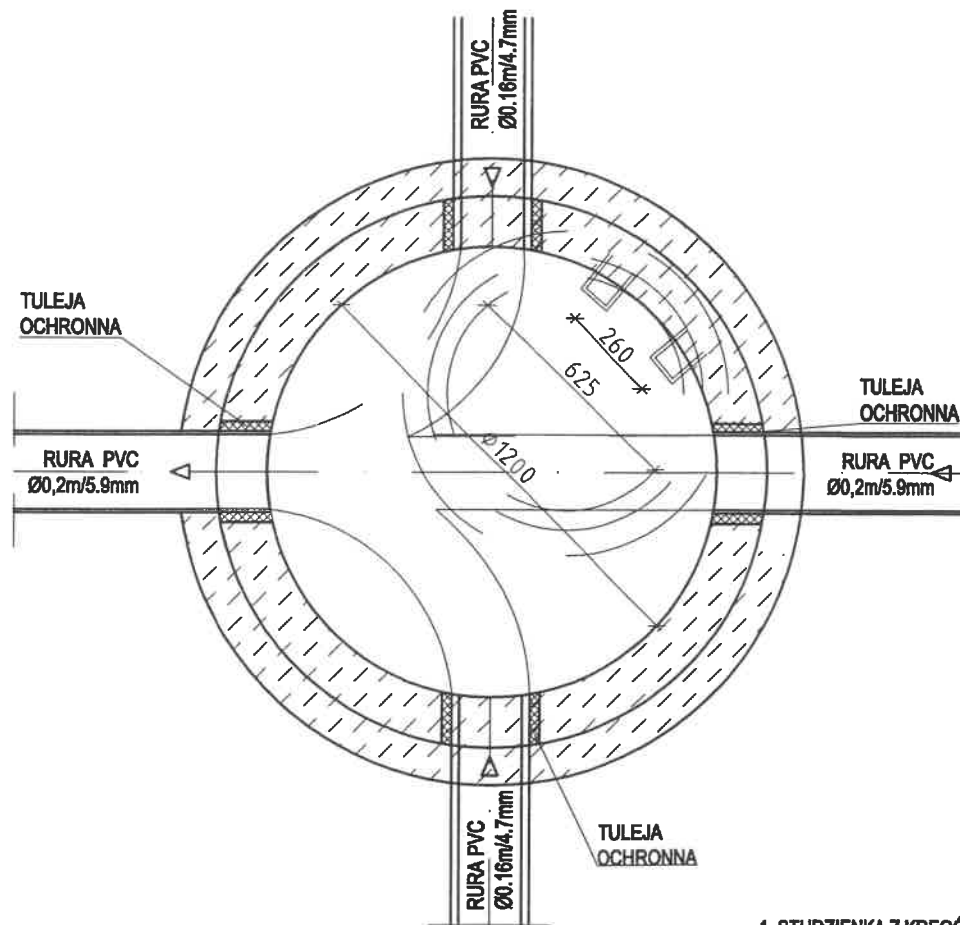 RURA PVC
Ø0.16m/4.7mm
TULEJA
OCHRONNA
260
625
Ø1200
TULEJA
OCHRONNA
RURA PVC
Ø0,2m/5.9mm
RURA PVC
Ø0,2m/5.9mm
RURA PVC
Ø0.16m/4.7mm
TULEJA
OCHRONNA